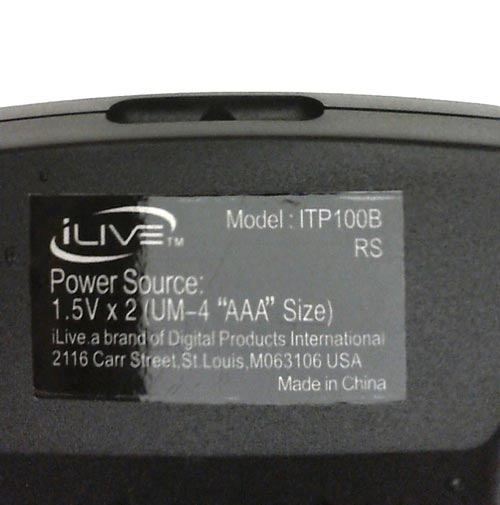 iLIVE™
Model : ITP100B
RS
Power Source:
1.5V x 2 (UM-4 “AAA” Size)
iLive.a brand of Digital Products International
2116 Carr Street,St.Louis,M063106 USA
Made in China